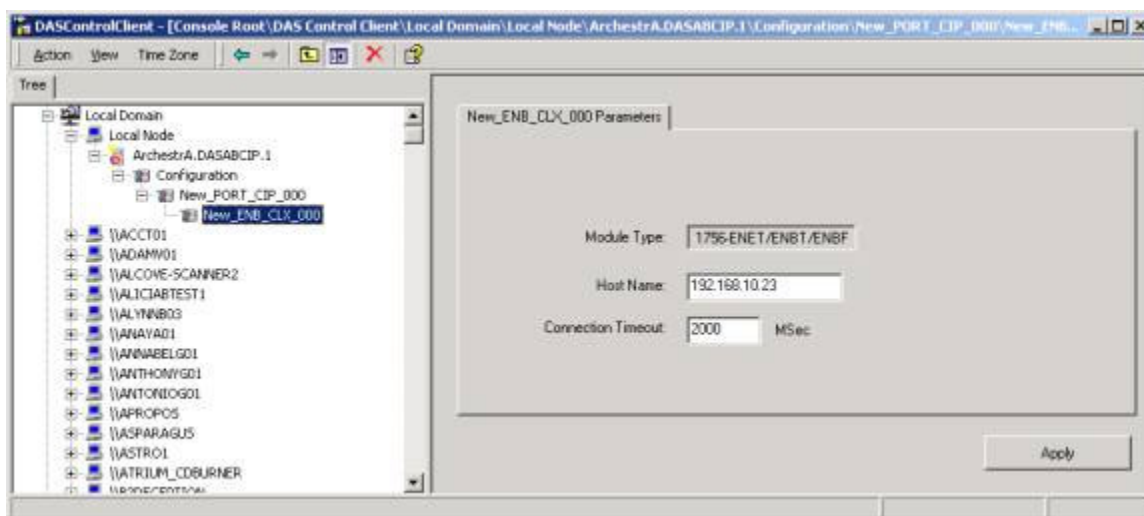 DASControlClient - [Console Root\DAS Control Client\Local Domain\Local Node\ArchestrA.DASABCIP.1\Configuration\New_PORT_CIP_000\New_ENB...
Action View Time Zone
Tree
Local Domain
Local Node
ArchestrA.DASABCIP.1
Configuration
New_PORT_CIP_000
New_ENB_CLX_000
\\ACCT01
\\ADAMV01
\\ALCOVE-SCANNER2
\\ALICIABTEST1
\\ALYNNB03
\\ANAYA01
\\ANNABELG01
\\ANTHONYG01
\\ANTONIOG01
\\APROPOS
\\ASPARAGUS
\\ASTRO1
\\ATRIUM_CDBURNER
New_ENB_CLX_000 Parameters
Module Type: 1756-ENET/ENBT/ENBF
Host Name: 192.168.10.23
Connection Timeout: 2000 MSec
Apply